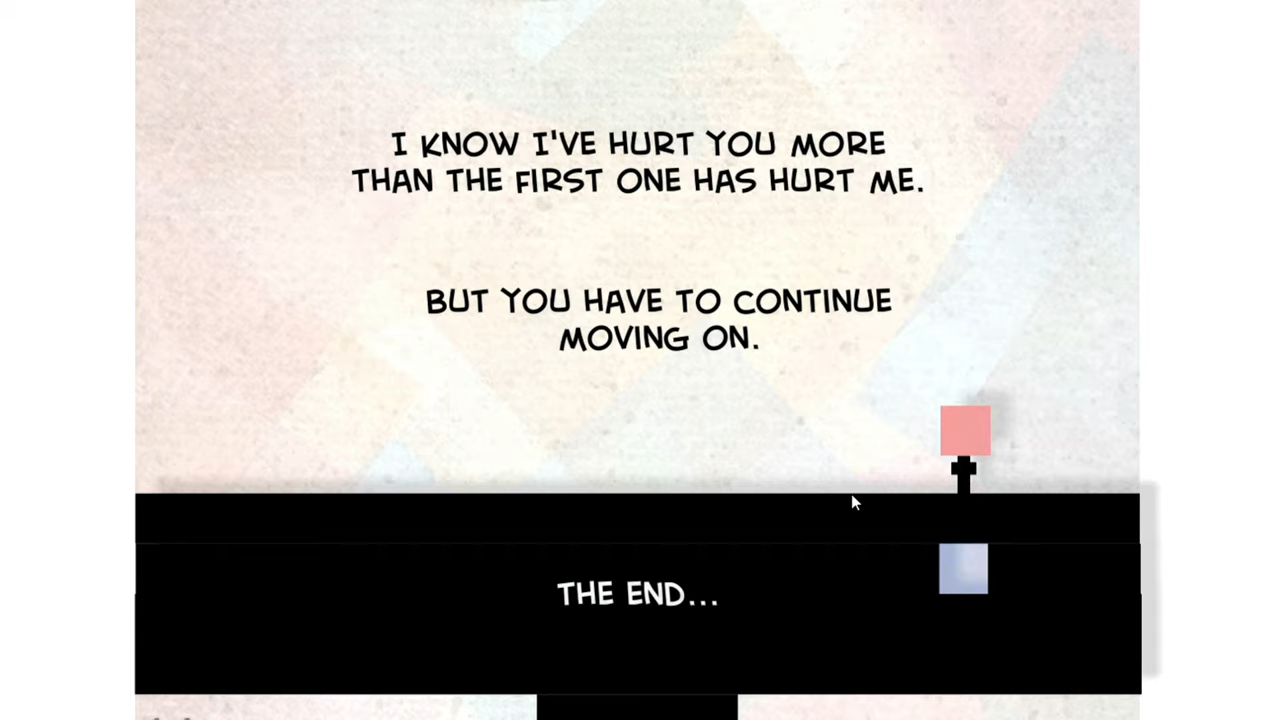 I KNOW I'VE HURT YOU MORE
THAN THE FIRST ONE HAS HURT ME.
BUT YOU HAVE TO CONTINUE
MOVING ON.
THE END...